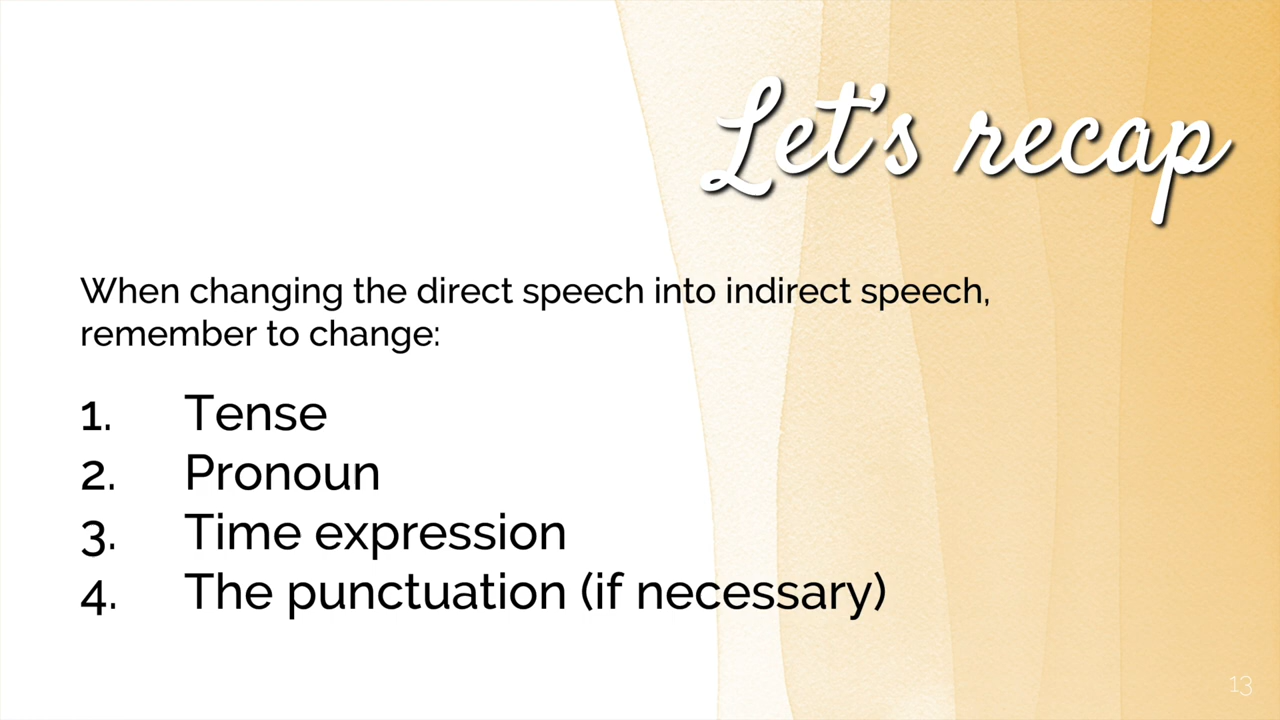 Let's recap
When changing the direct speech into indirect speech,
remember to change:
1. Tense
2. Pronoun
3. Time expression
4. The punctuation (if necessary)
13